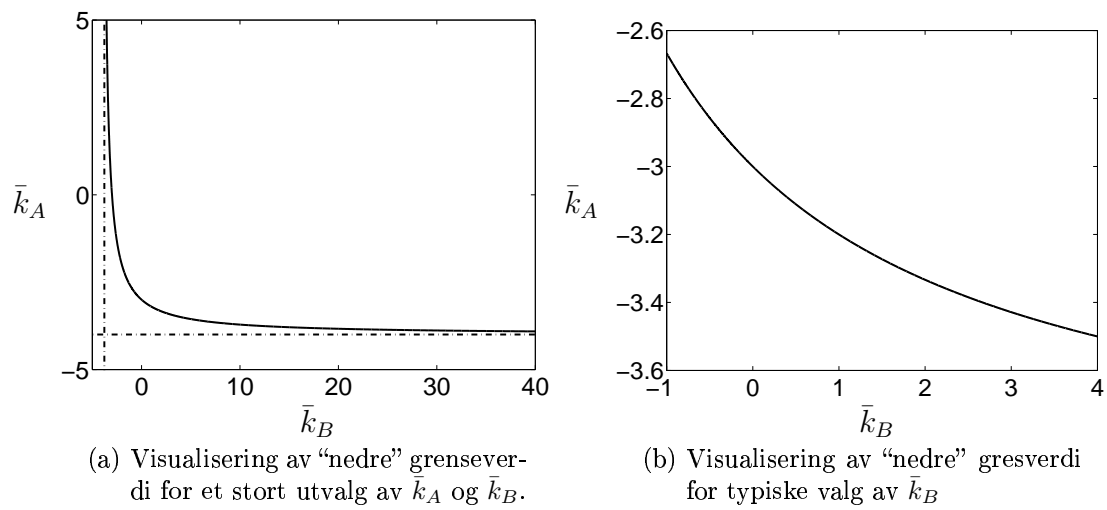 5
0
−5
0
10
20
30
40
k̄_A
k̄_B
(a) Visualisering av “nedre” grensever-
di for et stort utvalg av k̄_A og k̄_B.
−2.6
−2.8
−3
−3.2
−3.4
−3.6
−1
0
1
2
3
4
k̄_A
k̄_B
(b) Visualisering av “nedre” gresverdi
for typiske valg av k̄_B